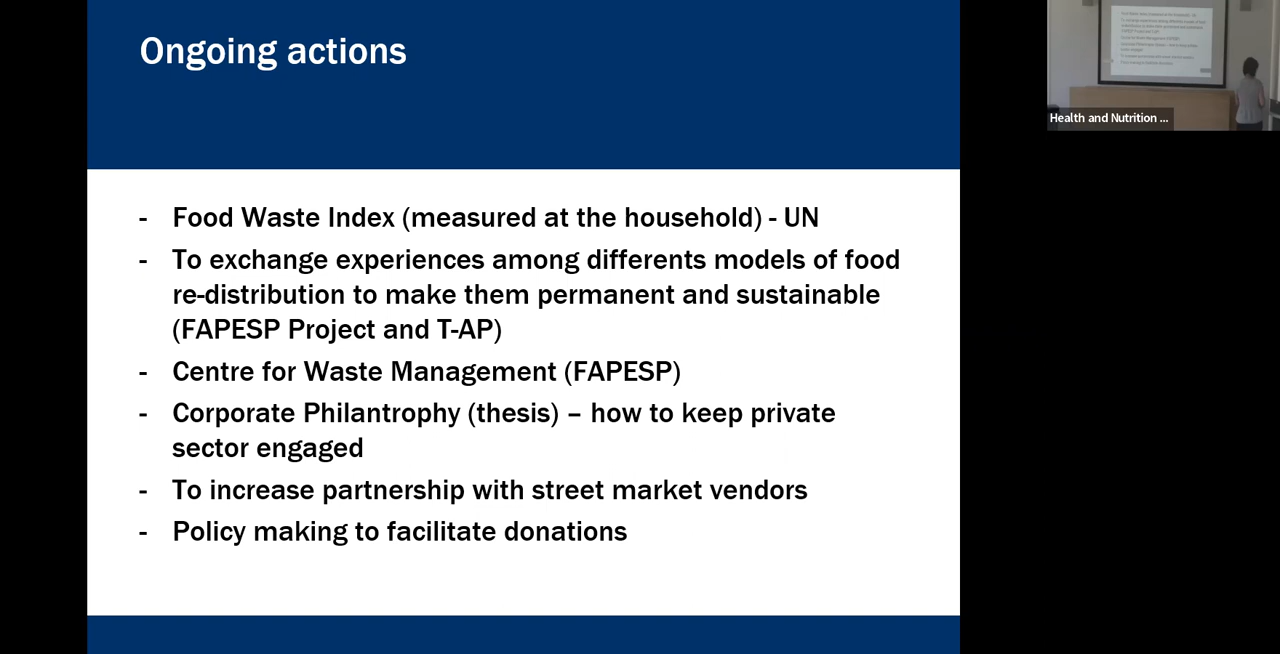 Ongoing actions
- Food Waste Index (measured at the household) - UN
- To exchange experiences among differents models of food
re-distribution to make them permanent and sustainable
(FAPESP Project and T-AP)
- Centre for Waste Management (FAPESP)
- Corporate Philantrophy (thesis) – how to keep private
sector engaged
- To increase partnership with street market vendors
- Policy making to facilitate donations
Health and Nutrition ...